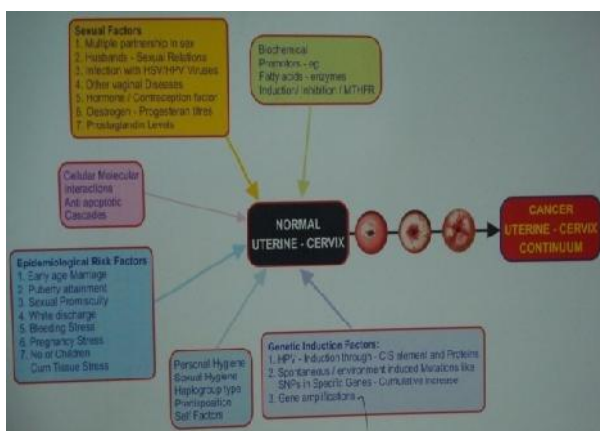 Sexual Factors
1. Multiple partnership in sex
2. Husbands - Sexual Relations
3. Infection with HSV/HPV Viruses
4. Other vaginal Diseases
5. Hormone / Contraception factor
6. Oestrogen - Progesteran titres
7. Prostaglandin Levels
Biochemical
Promotors - eg.
Fatty acids - enzymes
Induction/ Inhibition / MTHFR
Cellular Molecular
Interactions
Anti apoptotic
Cascades
NORMAL
UTERINE - CERVIX
CANCER
UTERINE - CERVIX
CONTINUUM
Epidemiological Risk Factors
1. Early age Marriage
2. Puberty attainment
3. Sexual Promiscuity
4. White discharge
5. Bleeding Stress
6. Pregnancy Stress
7. No of Children
Cum Tissue Stress
Personal Hygiene
Sexual Hygiene
Haplogroup type
Predisposition
Self Factors
Genetic Induction Factors:
1. HPV - Induction through - CIS element and Proteins
2. Spontaneous / environment induced Mutations like
SNPs in Specific Genes - Cumulative increase
3. Gene amplifications